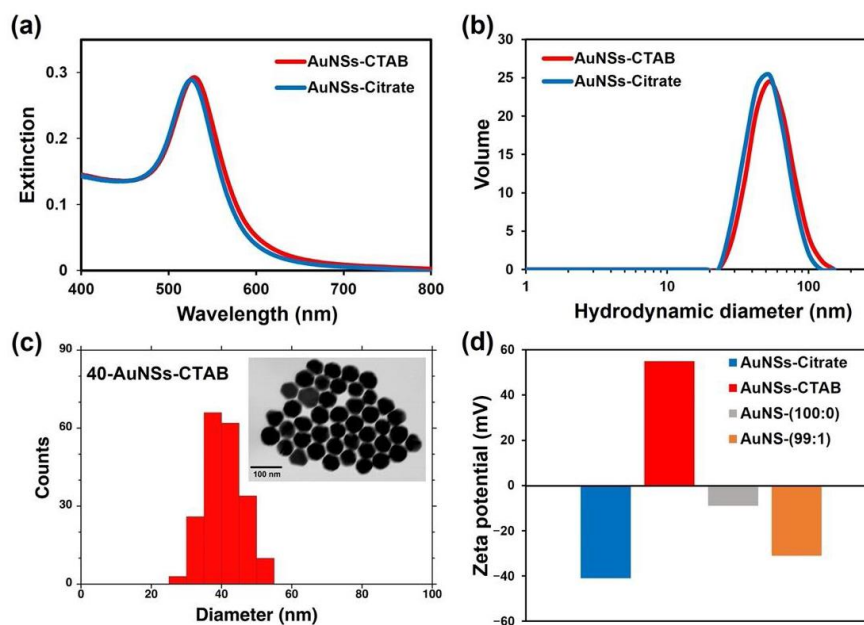 (a)
AuNSs-CTAB
AuNSs-Citrate
0.3
0.2
0.1
0
Extinction
400 500 600 700 800
Wavelength (nm)
(b)
AuNSs-CTAB
AuNSs-Citrate
30
25
20
15
10
5
0
Volume
1 10 100
Hydrodynamic diameter (nm)
(c)
40-AuNSs-CTAB
100 nm
90
60
30
0
Counts
0 20 40 60 80 100
Diameter (nm)
(d)
AuNSs-Citrate
AuNSs-CTAB
AuNS-(100:0)
AuNS-(99:1)
60
40
20
0
−20
−40
−60
Zeta potential (mV)